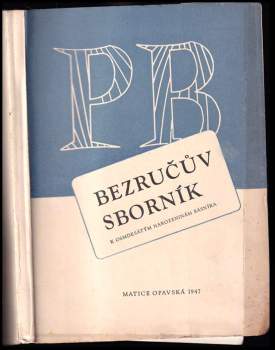 PB
BEZRUČŮV
SBORNÍK
K OSMDESÁTÝM NAROZENINÁM BÁSNÍKA
MATICE OPAVSKÁ 1947